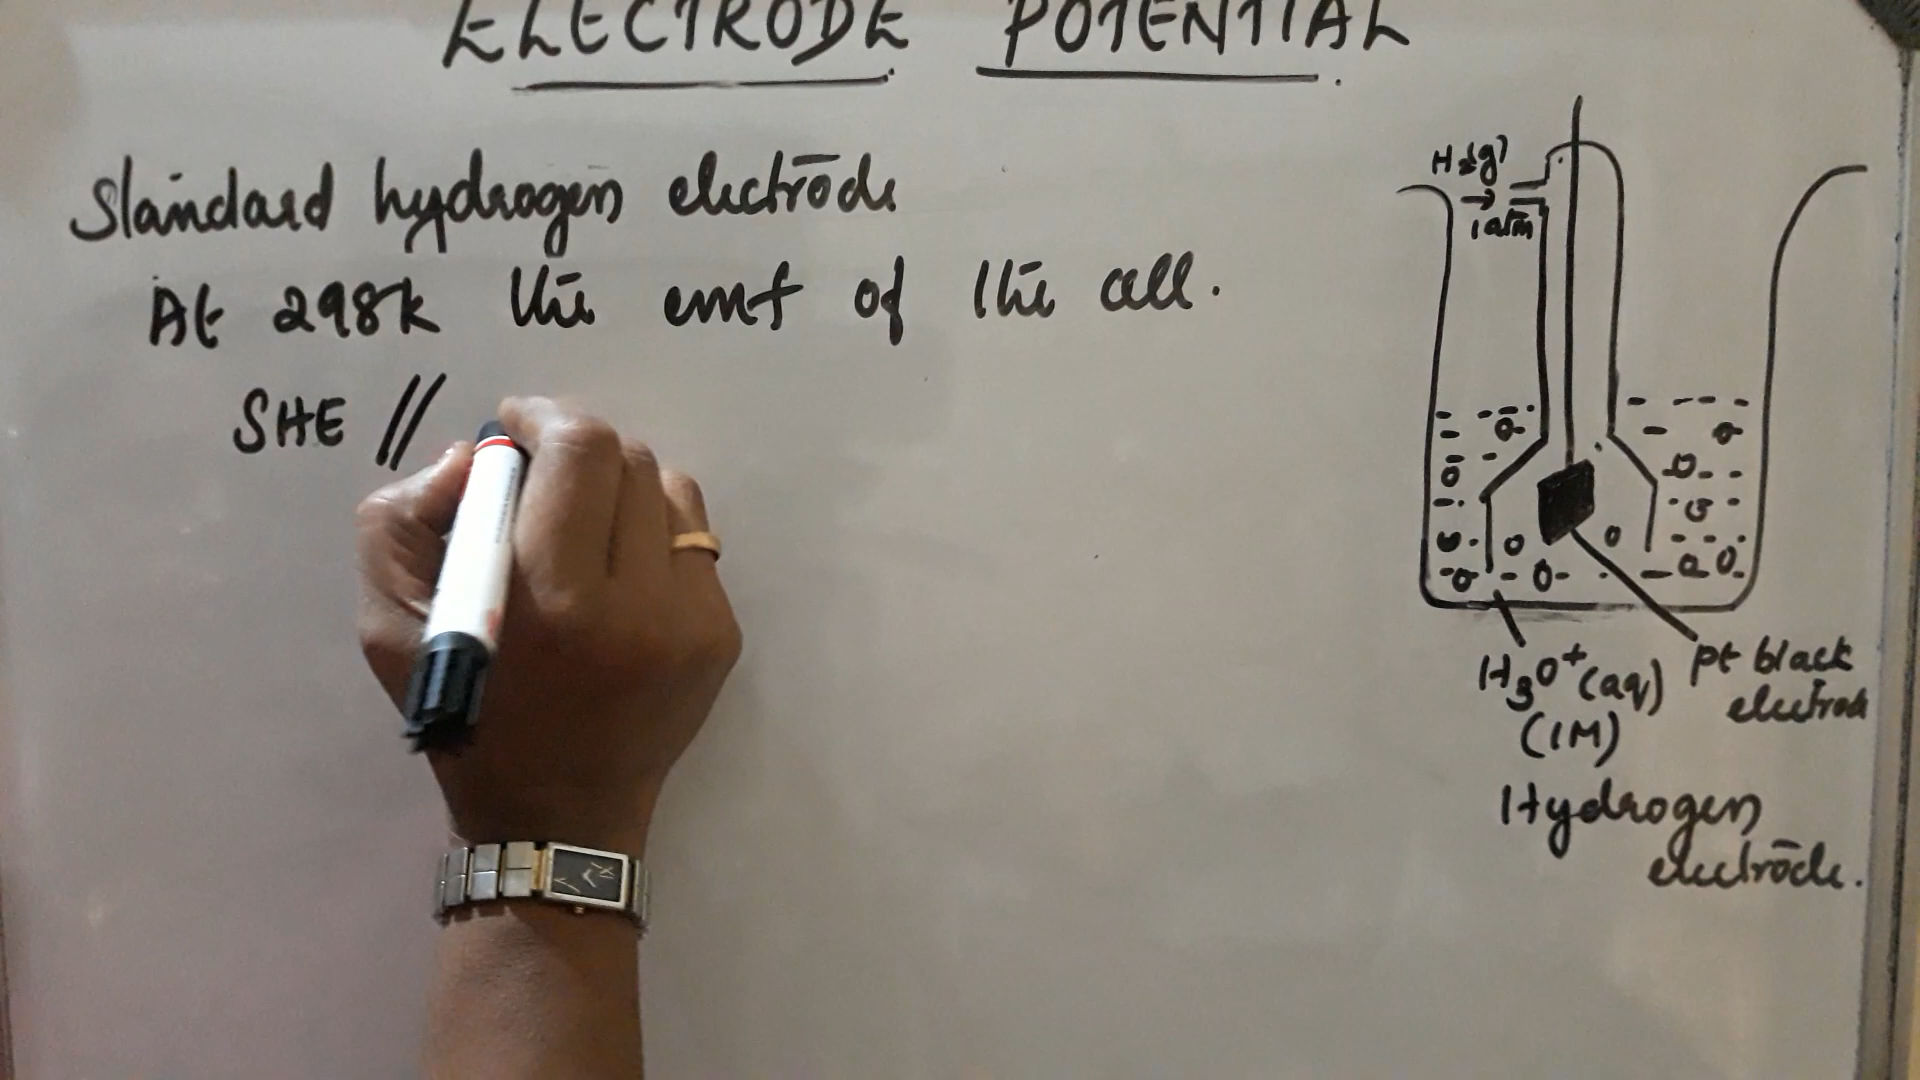 ELECTRODE POTENTIAL
Standard hydrogen electrode
At 298K the emf of the cell.
SHE //
H2(g)
→
1atm
H3O+(aq)
(1M)
Pt black
electrode
Hydrogen
electrode.